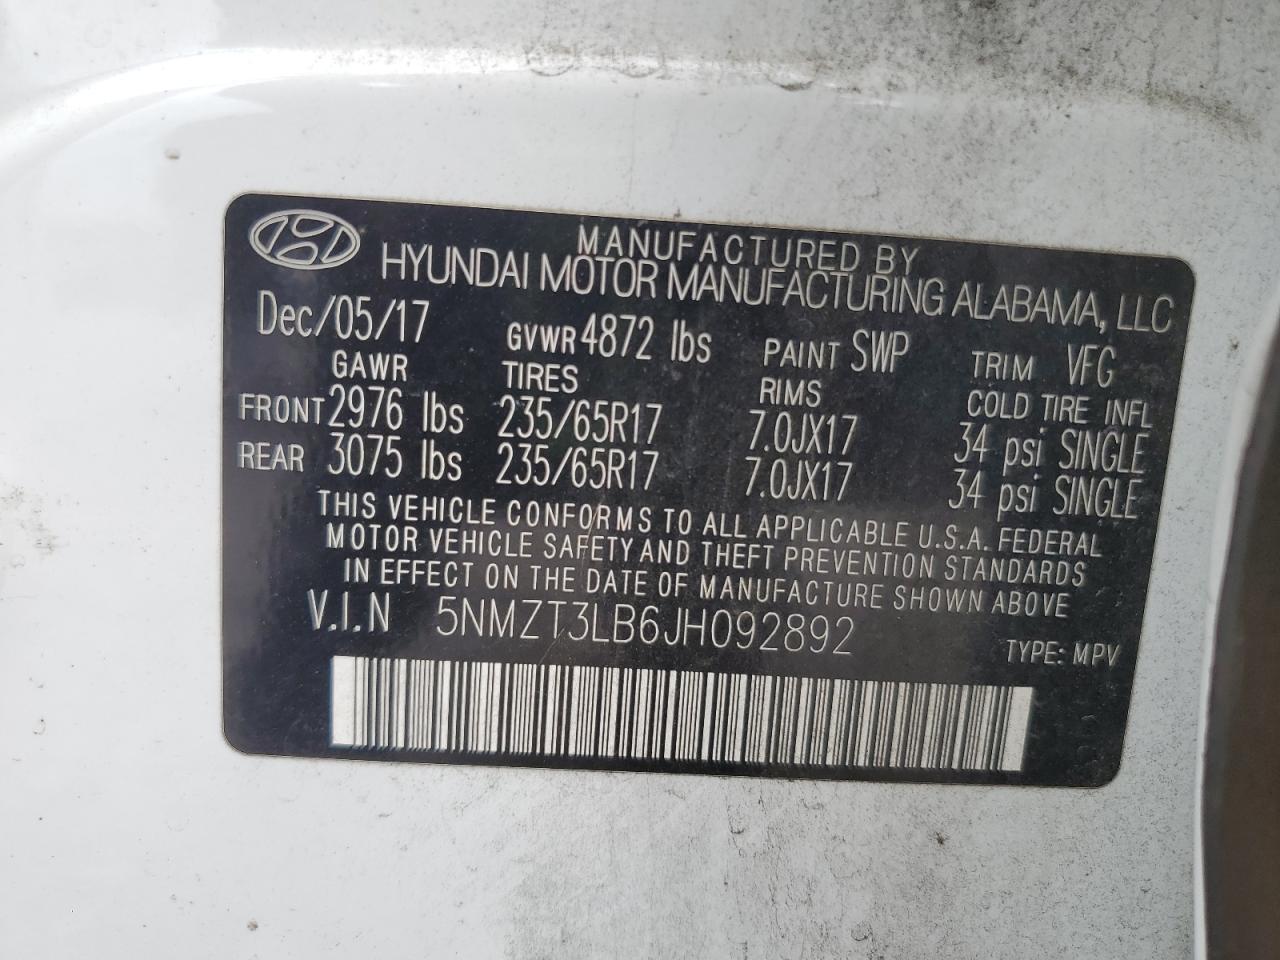 MANUFACTURED BY
HYUNDAI MOTOR MANUFACTURING ALABAMA, LLC
Dec/05/17 GVWR 4872 lbs PAINT SWP TRIM VFG
GAWR TIRES RIMS COLD TIRE INFL
FRONT 2976 lbs 235/65R17 7.0JX17 34 psi SINGLE
REAR 3075 lbs 235/65R17 7.0JX17 34 psi SINGLE
THIS VEHICLE CONFORMS TO ALL APPLICABLE U.S.A. FEDERAL
MOTOR VEHICLE SAFETY AND THEFT PREVENTION STANDARDS
IN EFFECT ON THE DATE OF MANUFACTURE SHOWN ABOVE
V.I.N 5NMZT3LB6JH092892
TYPE: MPV